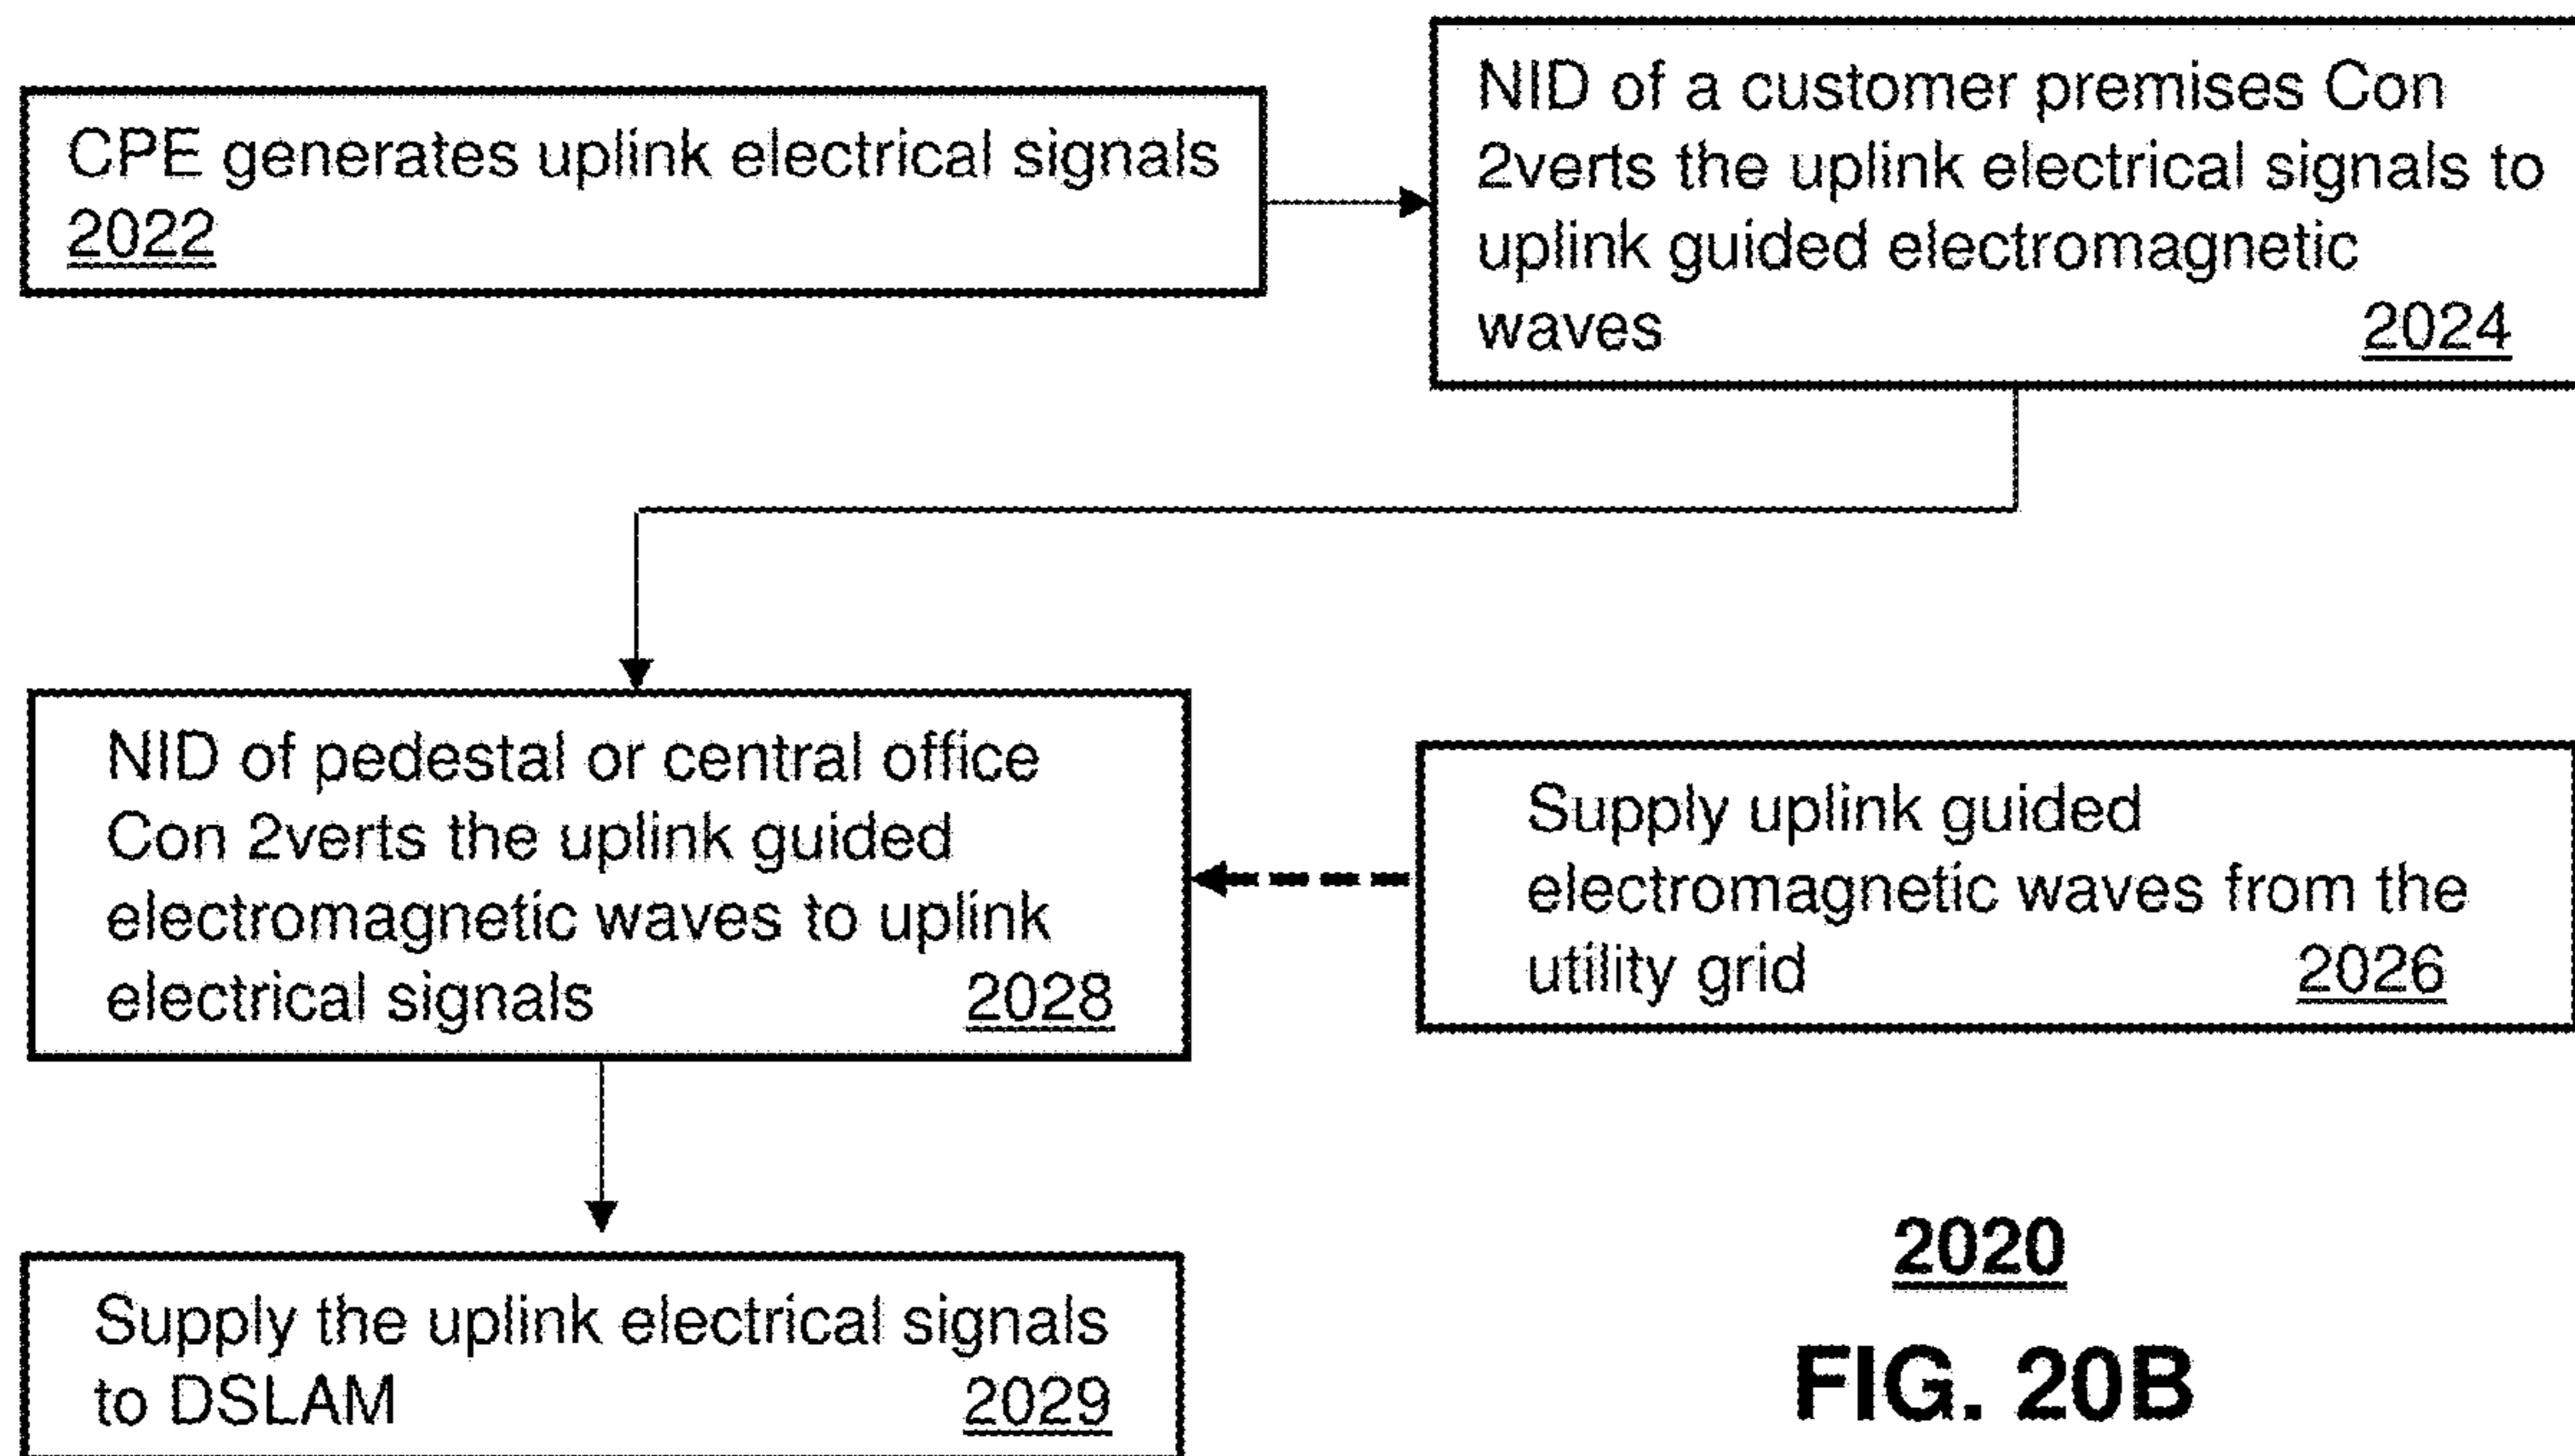 CPE generates uplink electrical signals
2022
NID of a customer premises Con
2verts the uplink electrical signals to
uplink guided electromagnetic
waves 2024
NID of pedestal or central office
Con 2verts the uplink guided
electromagnetic waves to uplink
electrical signals 2028
Supply uplink guided
electromagnetic waves from the
utility grid 2026
Supply the uplink electrical signals
to DSLAM 2029
2020
FIG. 20B